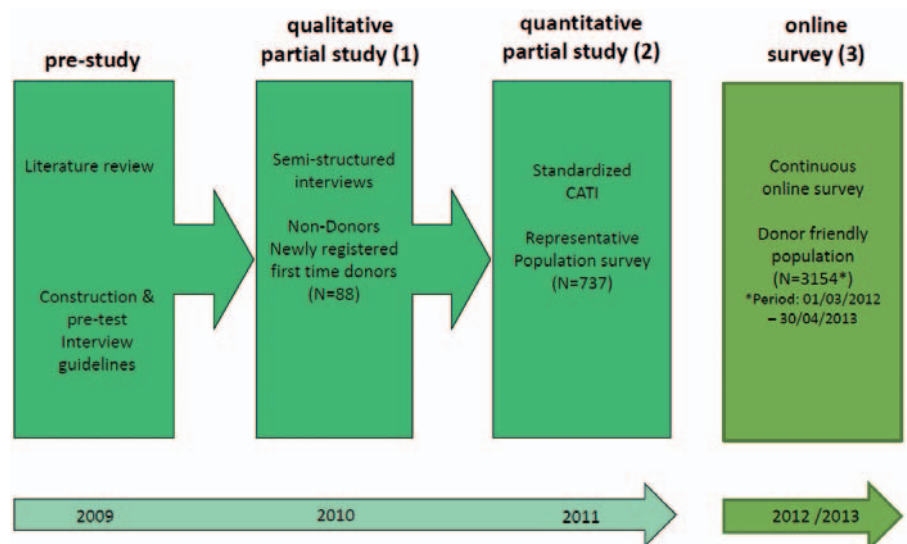 pre-study
Literature review
Construction &
pre-test
Interview
guidelines
qualitative
partial study (1)
Semi-structured
interviews
Non-Donors
Newly registered
first time donors
(N=88)
quantitative
partial study (2)
Standardized
CATI
Representative
Population survey
(N=737)
online
survey (3)
Continuous
online survey
Donor friendly
population
(N=3154*)
*Period: 01/03/2012
– 30/04/2013
2009
2010
2011
2012 /2013